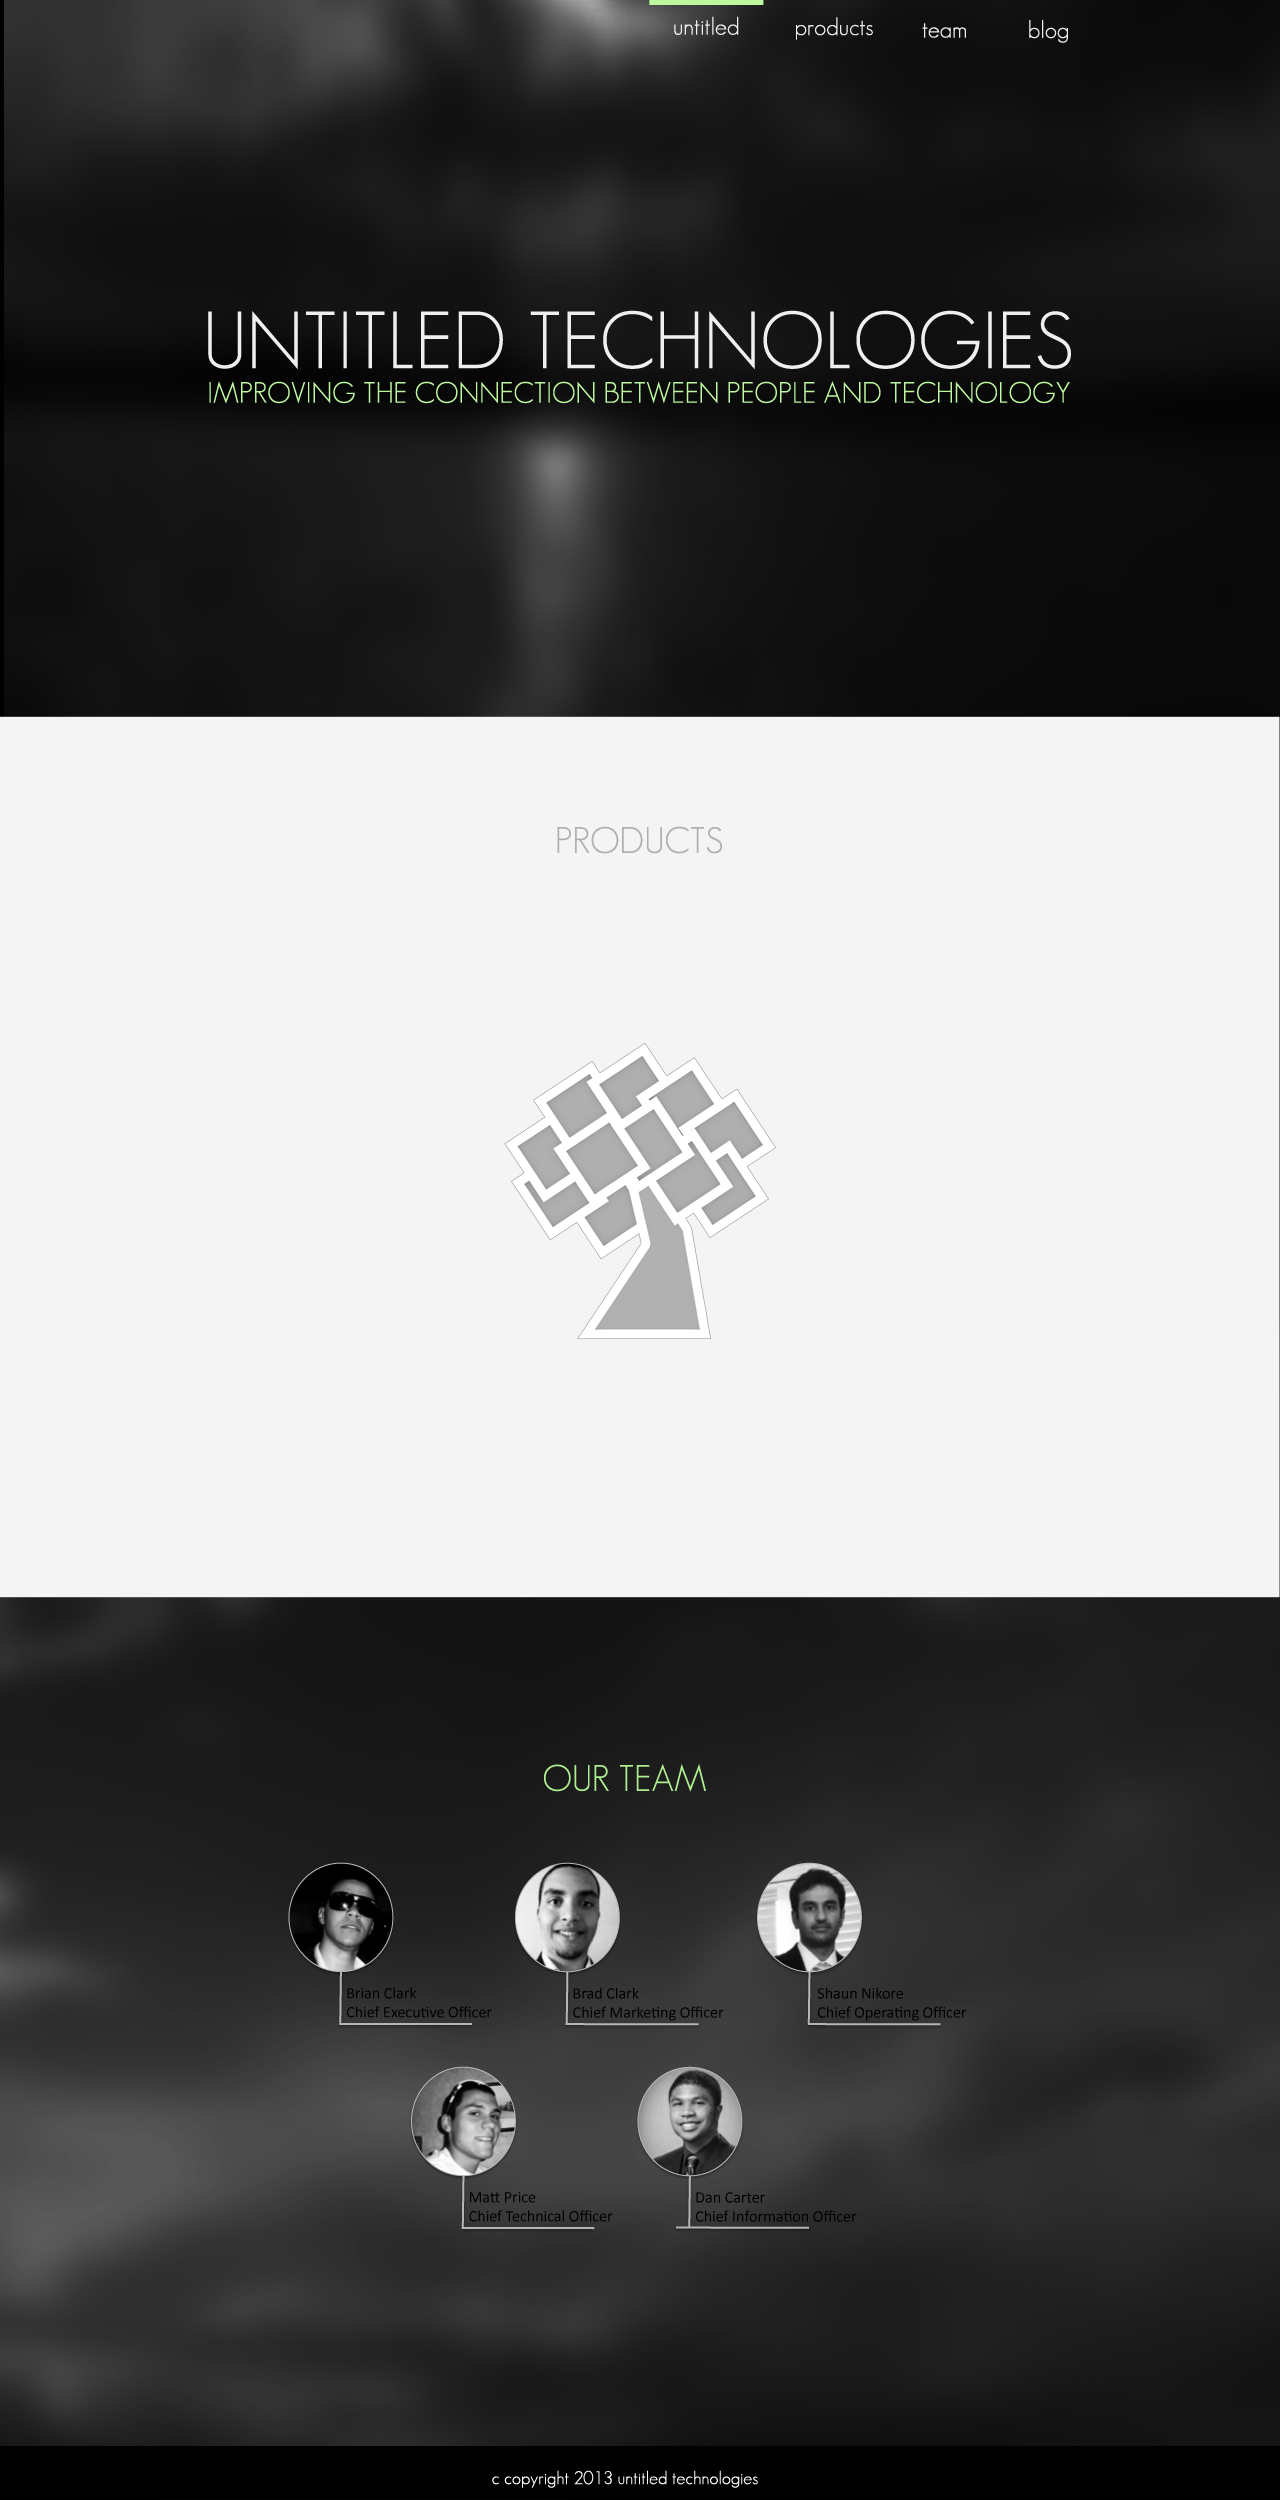 untitled products team blog
UNTITLED TECHNOLOGIES
IMPROVING THE CONNECTION BETWEEN PEOPLE AND TECHNOLOGY
PRODUCTS
OUR TEAM
Brian Clark
Chief Executive Officer
Brad Clark
Chief Marketing Officer
Shaun Nikore
Chief Operating Officer
Matt Price
Chief Technical Officer
Dan Carter
Chief Information Officer
c copyright 2013 untitled technologies